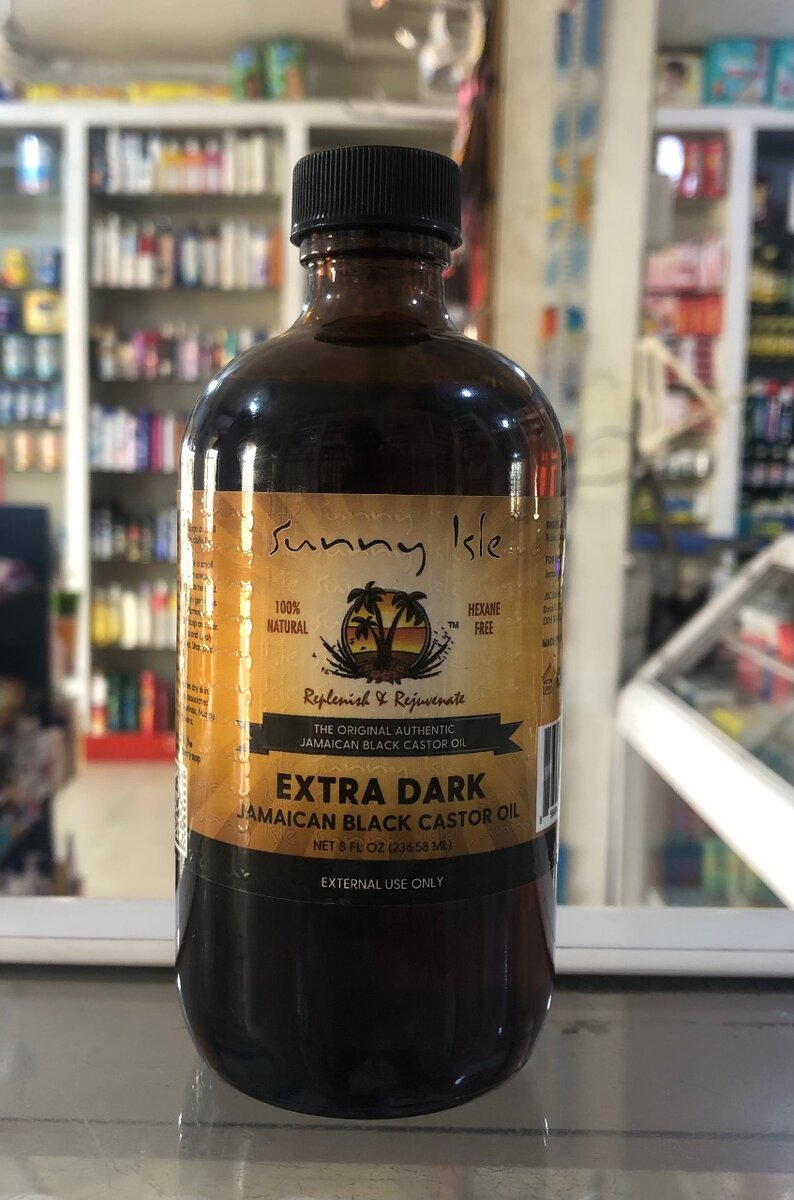 Sunny Isle
100%
NATURAL
HEXANE
FREE
TM
Replenish & Rejuvenate
THE ORIGINAL AUTHENTIC
JAMAICAN BLACK CASTOR OIL
EXTRA DARK
JAMAICAN BLACK CASTOR OIL
NET 8 FL OZ (236.58 ML)
EXTERNAL USE ONLY